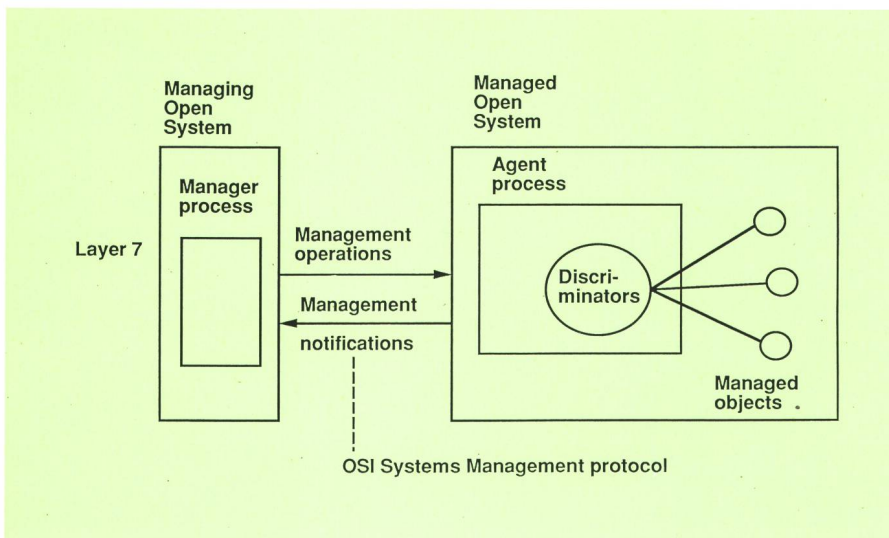 Managing
Open
System
Managed
Open
System
Manager
process
Agent
process
Layer 7
Management
operations
Discri-
minators
Management
notifications
Managed
objects
OSI Systems Management protocol